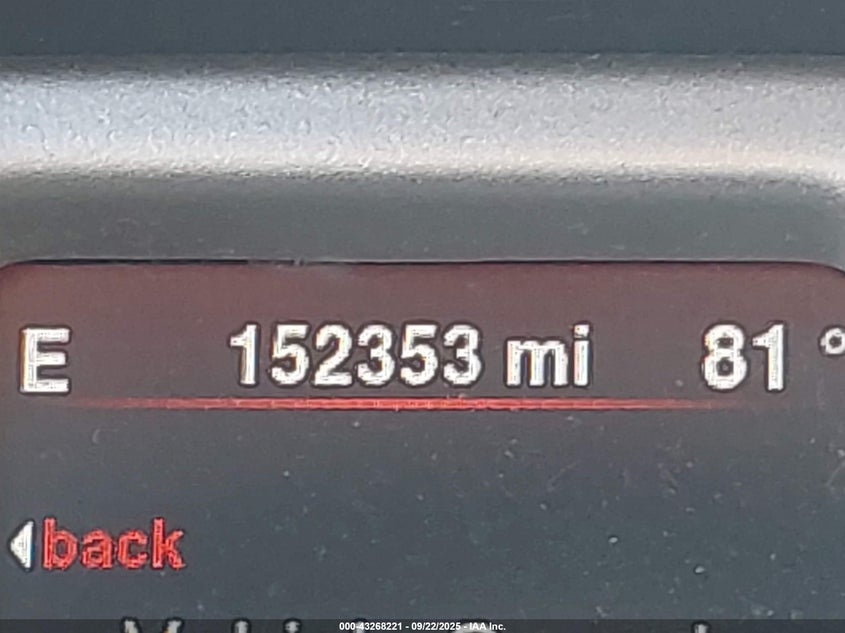 E 152353 mi 81 °
back
000-43268221 - 09/22/2025 - IAA Inc.